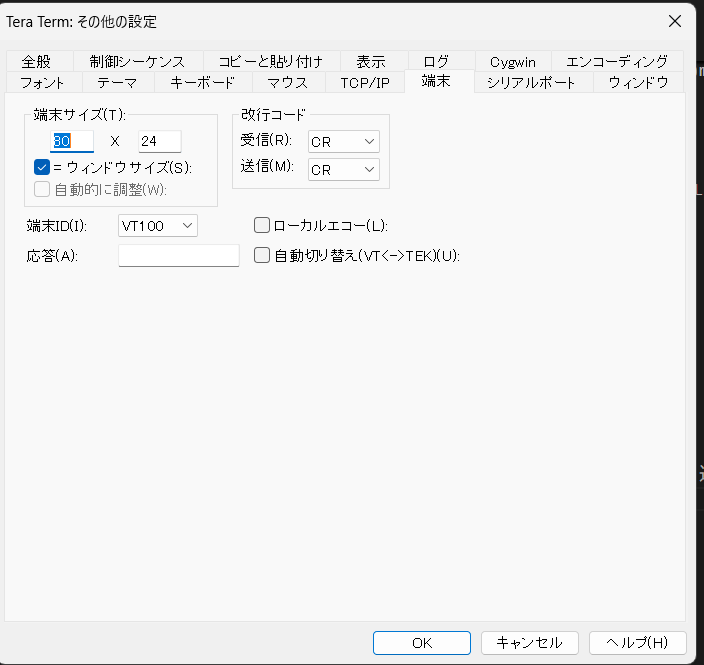 Tera Term: その他の設定
全般 制御シーケンス コピーと貼り付け 表示 ログ Cygwin エンコーディング
フォント テーマ キーボード マウス TCP/IP 端末 シリアルポート ウィンドウ
端末サイズ(T): 改行コード
80 X 24 受信(R): CR
= ウィンドウサイズ(S): 送信(M): CR
自動的に調整(W):
端末ID(I): VT100 ローカルエコー(L):
応答(A): 自動切り替え(VT<->TEK)(U):
OK キャンセル ヘルプ(H)